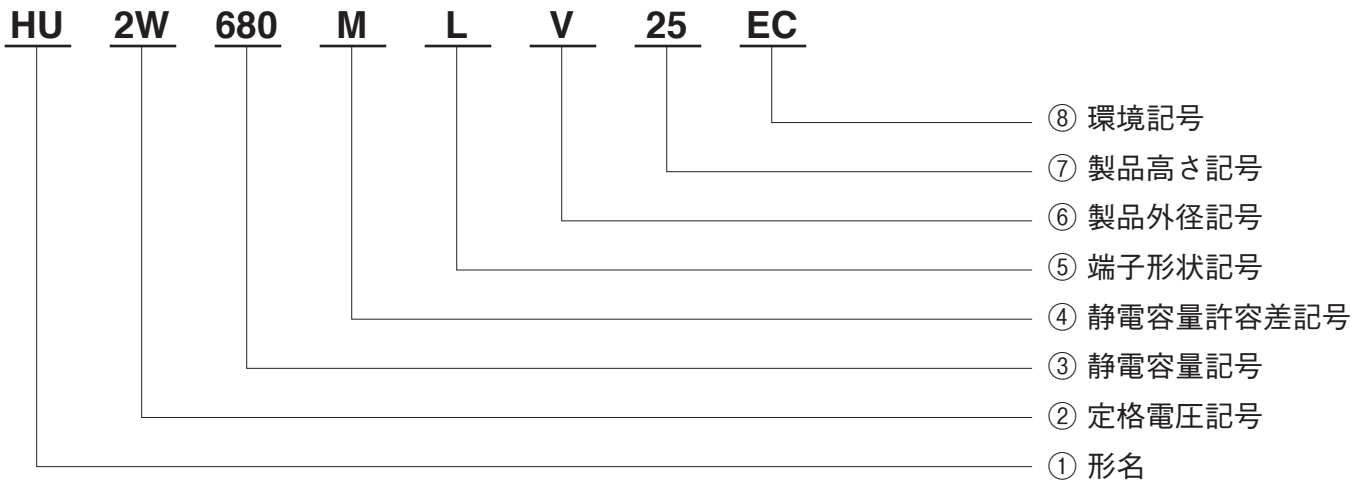 HU 2W 680 M L V 25 EC
⑧ 環境記号
⑦ 製品高さ記号
⑥ 製品外径記号
⑤ 端子形状記号
④ 静電容量許容差記号
③ 静電容量記号
② 定格電圧記号
① 形名